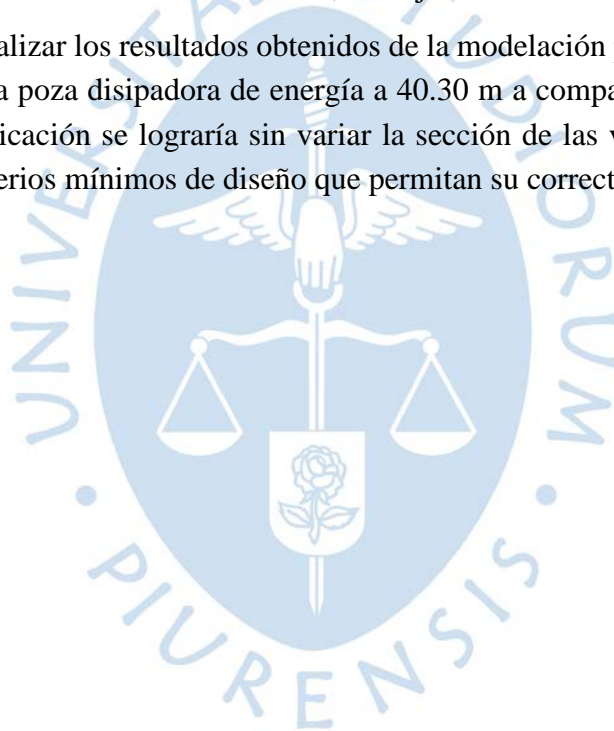 alizar los resultados obtenidos de la modelación
a poza disipadora de energía a 40.30 m a compa
icación se lograría sin variar la sección de las
erios mínimos de diseño que permitan su correct
UNIVERSITAS STUDIORUM
PIURENSIS